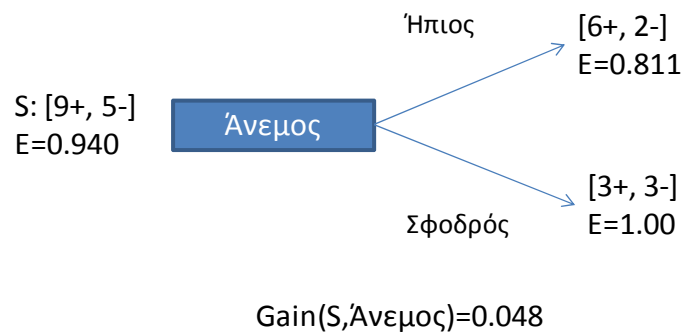 S: [9+, 5-]
E=0.940
Άνεμος
Ήπιος
[6+, 2-]
E=0.811
Σφοδρός
[3+, 3-]
E=1.00
Gain(S,Άνεμος)=0.048